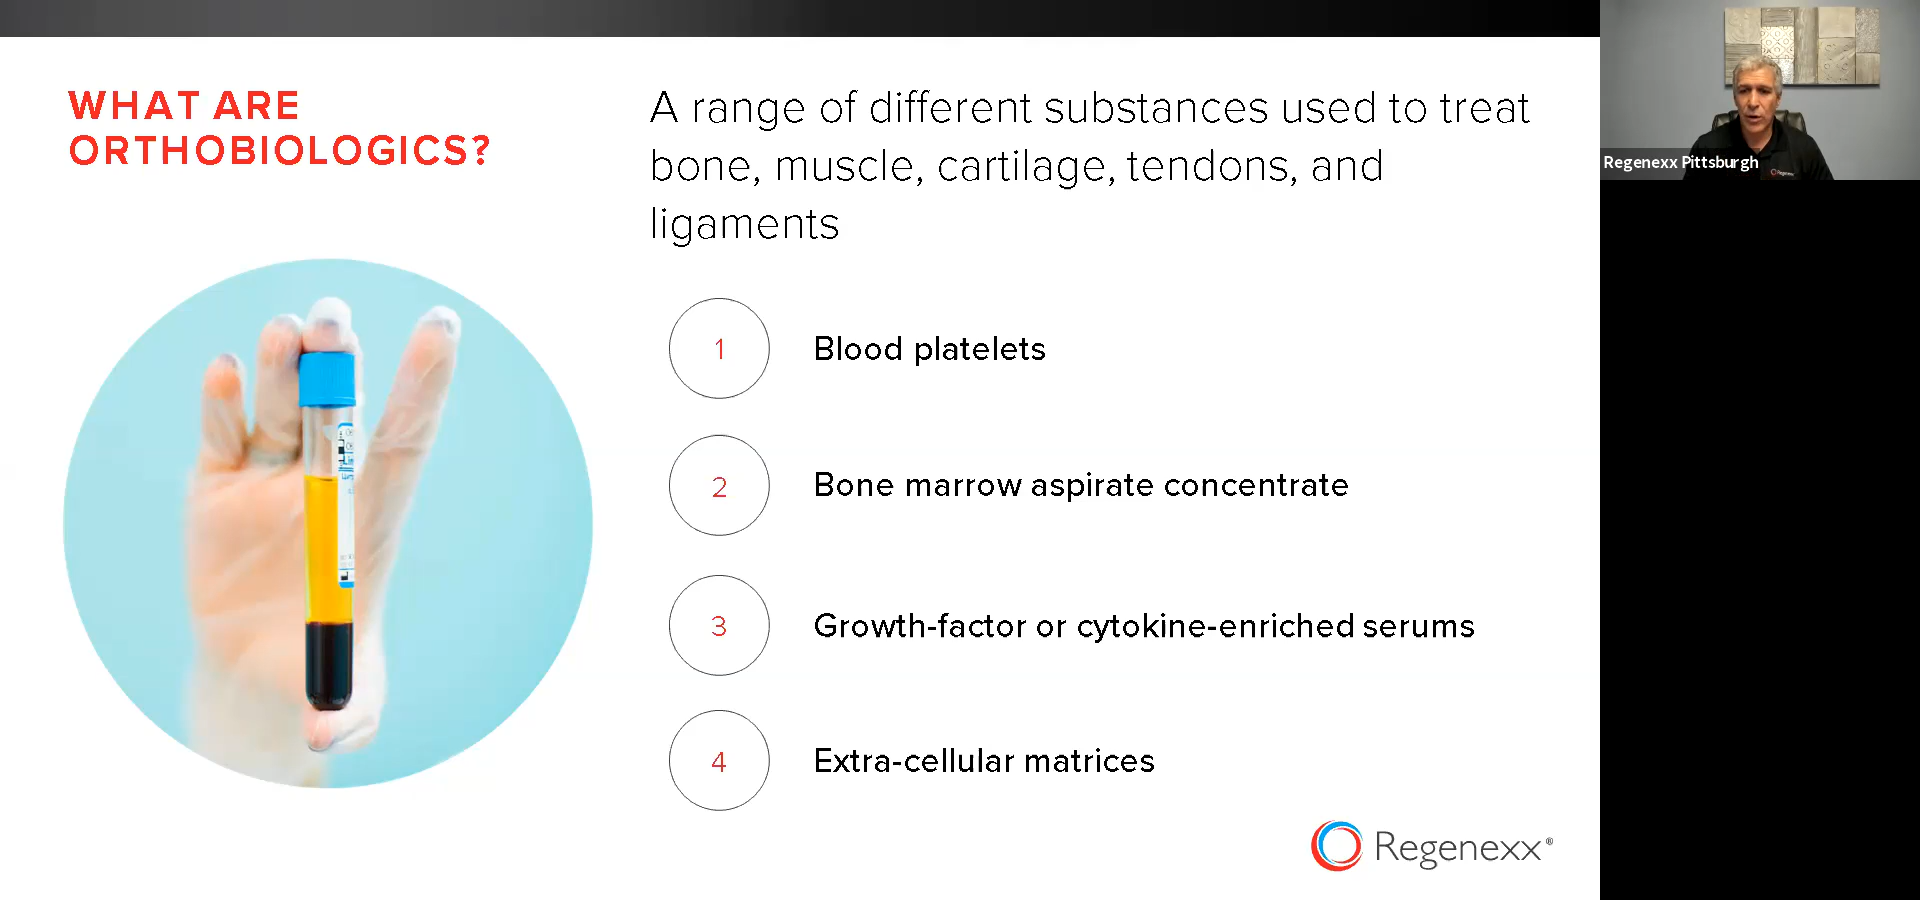 WHAT ARE
ORTHOBIOLOGICS?
A range of different substances used to treat
bone, muscle, cartilage, tendons, and
ligaments
1
Blood platelets
2
Bone marrow aspirate concentrate
3
Growth-factor or cytokine-enriched serums
4
Extra-cellular matrices
Regenexx®
Regenexx Pittsburgh
Regenexx